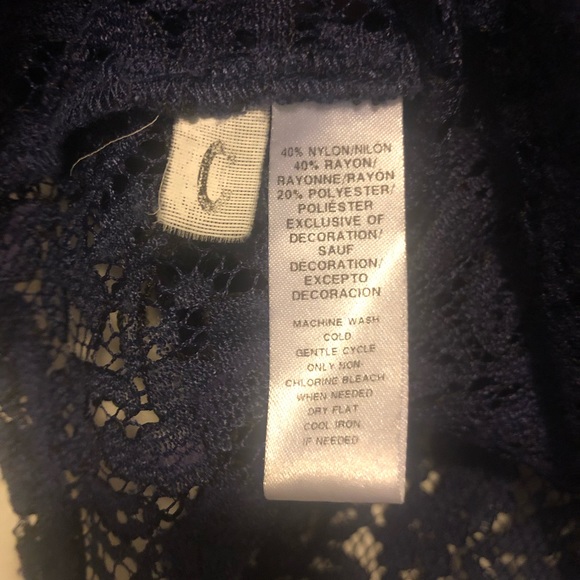 C
40% NYLON/NILÓN
40% RAYON/
RAYONNE/RAYÓN
20% POLYESTER/
POLIÉSTER
EXCLUSIVE OF
DECORATION/
SAUF
DÉCORATION/
EXCEPTO
DECORACION
MACHINE WASH
COLD
GENTLE CYCLE
ONLY NON-
CHLORINE BLEACH
WHEN NEEDED
DRY FLAT
COOL IRON
IF NEEDED